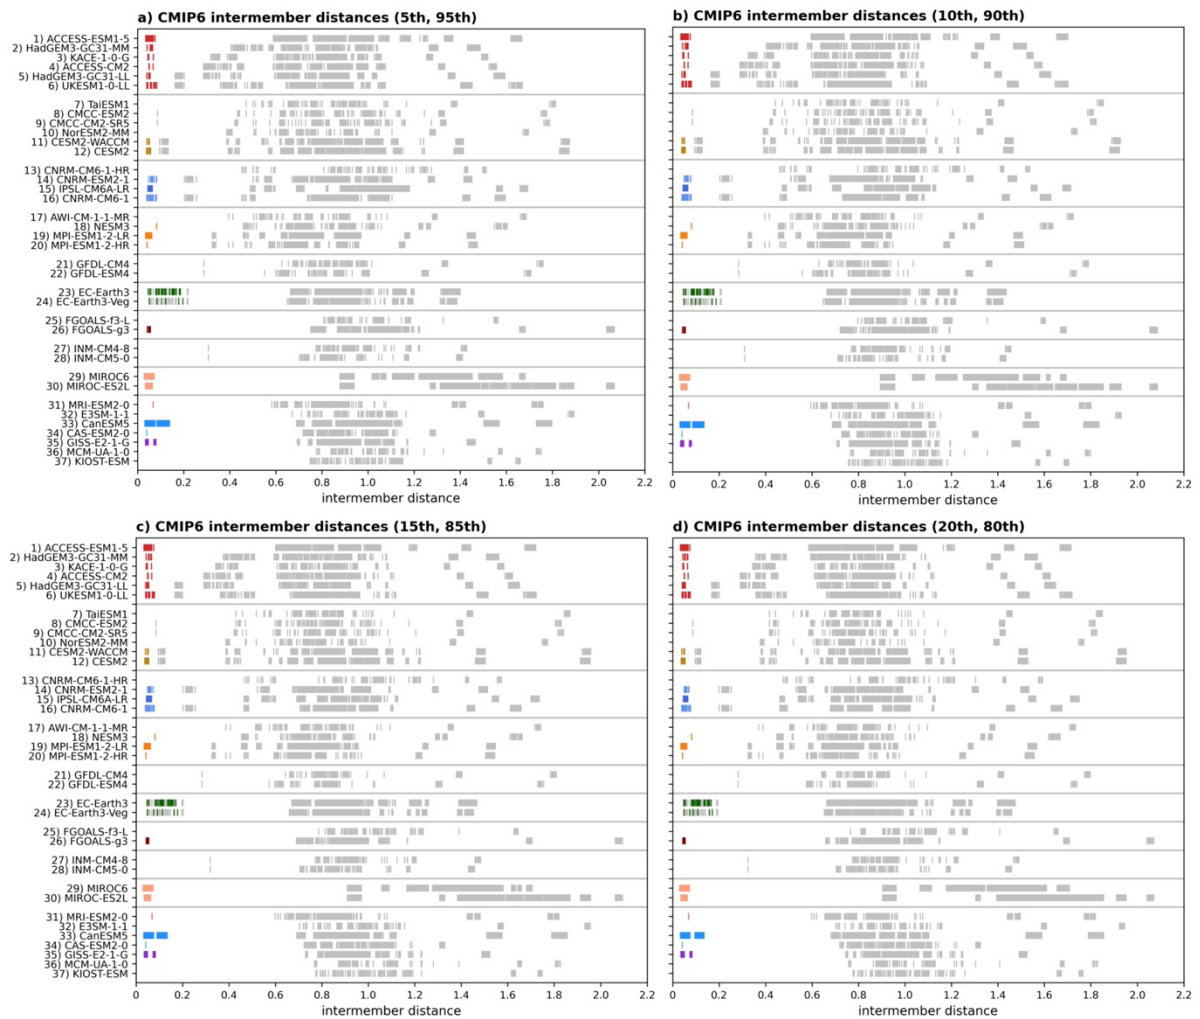 a) CMIP6 intermember distances (5th, 95th)
1) ACCESS-ESM1-5
2) HadGEM3-GC31-MM
3) KACE-1-0-G
4) ACCESS-CM2
5) HadGEM3-GC31-LL
6) UKESM1-0-LL
7) TaiESM1
8) CMCC-ESM2
9) CMCC-CM2-SR5
10) NorESM2-MM
11) CESM2-WACCM
12) CESM2
13) CNRM-CM6-1-HR
14) CNRM-ESM2-1
15) IPSL-CM6A-LR
16) CNRM-CM6-1
17) AWI-CM-1-1-MR
18) NESM3
19) MPI-ESM1-2-LR
20) MPI-ESM1-2-HR
21) GFDL-CM4
22) GFDL-ESM4
23) EC-Earth3
24) EC-Earth3-Veg
25) FGOALS-f3-L
26) FGOALS-g3
27) INM-CM4-8
28) INM-CM5-0
29) MIROC6
30) MIROC-ES2L
31) MRI-ESM2-0
32) E3SM-1-1
33) CanESM5
34) CAS-ESM2-0
35) GISS-E2-1-G
36) MCM-UA-1-0
37) KIOST-ESM
0.0 0.2 0.4 0.6 0.8 1.0 1.2 1.4 1.6 1.8 2.0 2.2
intermember distance
b) CMIP6 intermember distances (10th, 90th)
0.0 0.2 0.4 0.6 0.8 1.0 1.2 1.4 1.6 1.8 2.0 2.2
intermember distance
c) CMIP6 intermember distances (15th, 85th)
1) ACCESS-ESM1-5
2) HadGEM3-GC31-MM
3) KACE-1-0-G
4) ACCESS-CM2
5) HadGEM3-GC31-LL
6) UKESM1-0-LL
7) TaiESM1
8) CMCC-ESM2
9) CMCC-CM2-SR5
10) NorESM2-MM
11) CESM2-WACCM
12) CESM2
13) CNRM-CM6-1-HR
14) CNRM-ESM2-1
15) IPSL-CM6A-LR
16) CNRM-CM6-1
17) AWI-CM-1-1-MR
18) NESM3
19) MPI-ESM1-2-LR
20) MPI-ESM1-2-HR
21) GFDL-CM4
22) GFDL-ESM4
23) EC-Earth3
24) EC-Earth3-Veg
25) FGOALS-f3-L
26) FGOALS-g3
27) INM-CM4-8
28) INM-CM5-0
29) MIROC6
30) MIROC-ES2L
31) MRI-ESM2-0
32) E3SM-1-1
33) CanESM5
34) CAS-ESM2-0
35) GISS-E2-1-G
36) MCM-UA-1-0
37) KIOST-ESM
0.0 0.2 0.4 0.6 0.8 1.0 1.2 1.4 1.6 1.8 2.0 2.2
intermember distance
d) CMIP6 intermember distances (20th, 80th)
0.0 0.2 0.4 0.6 0.8 1.0 1.2 1.4 1.6 1.8 2.0 2.2
intermember distance